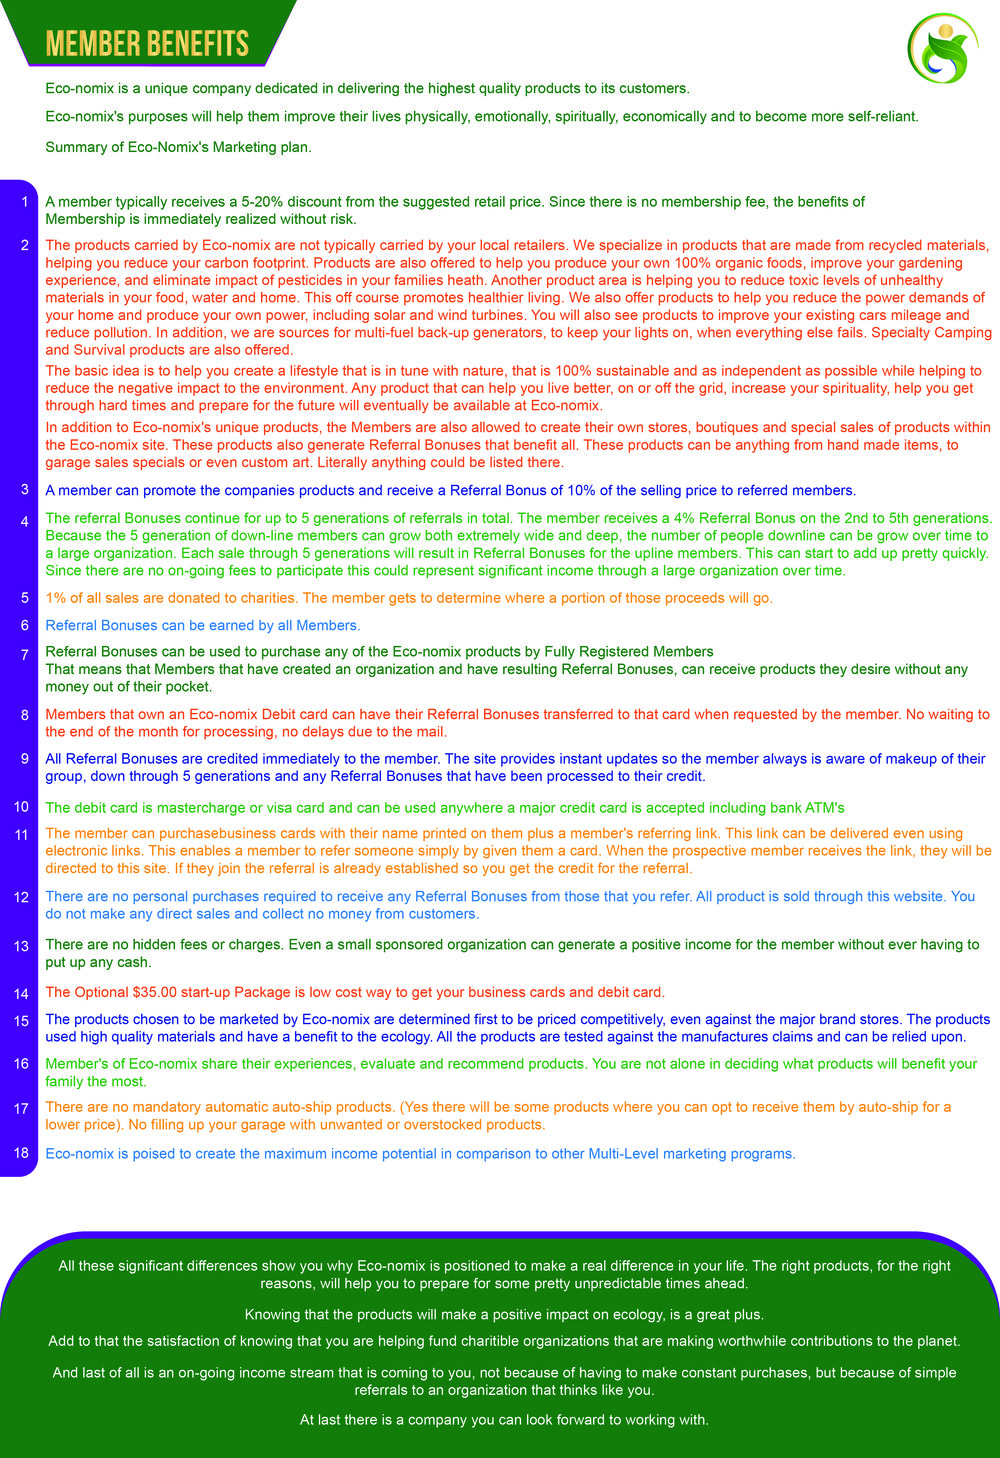 MEMBER BENEFITS
Eco-nomix is a unique company dedicated in delivering the highest quality products to its customers.
Eco-nomix's purposes will help them improve their lives physically, emotionally, spiritually, economically and to become more self-reliant.
Summary of Eco-Nomix's Marketing plan.
1 A member typically receives a 5-20% discount from the suggested retail price. Since there is no membership fee, the benefits of
Membership is immediately realized without risk.
2 The products carried by Eco-nomix are not typically carried by your local retailers. We specialize in products that are made from recycled materials,
helping you reduce your carbon footprint. Products are also offered to help you produce your own 100% organic foods, improve your gardening
experience, and eliminate impact of pesticides in your families heath. Another product area is helping you to reduce toxic levels of unhealthy
materials in your food, water and home. This off course promotes healthier living. We also offer products to help you reduce the power demands of
your home and produce your own power, including solar and wind turbines. You will also see products to improve your existing cars mileage and
reduce pollution. In addition, we are sources for multi-fuel back-up generators, to keep your lights on, when everything else fails. Specialty Camping
and Survival products are also offered.
The basic idea is to help you create a lifestyle that is in tune with nature, that is 100% sustainable and as independent as possible while helping to
reduce the negative impact to the environment. Any product that can help you live better, on or off the grid, increase your spirituality, help you get
through hard times and prepare for the future will eventually be available at Eco-nomix.
In addition to Eco-nomix's unique products, the Members are also allowed to create their own stores, boutiques and special sales of products within
the Eco-nomix site. These products also generate Referral Bonuses that benefit all. These products can be anything from hand made items, to
garage sales specials or even custom art. Literally anything could be listed there.
3 A member can promote the companies products and receive a Referral Bonus of 10% of the selling price to referred members.
4 The referral Bonuses continue for up to 5 generations of referrals in total. The member receives a 4% Referral Bonus on the 2nd to 5th generations.
Because the 5 generation of down-line members can grow both extremely wide and deep, the number of people downline can be grow over time to
a large organization. Each sale through 5 generations will result in Referral Bonuses for the upline members. This can start to add up pretty quickly.
Since there are no on-going fees to participate this could represent significant income through a large organization over time.
5 1% of all sales are donated to charities. The member gets to determine where a portion of those proceeds will go.
6 Referral Bonuses can be earned by all Members.
7 Referral Bonuses can be used to purchase any of the Eco-nomix products by Fully Registered Members
That means that Members that have created an organization and have resulting Referral Bonuses, can receive products they desire without any
money out of their pocket.
8 Members that own an Eco-nomix Debit card can have their Referral Bonuses transferred to that card when requested by the member. No waiting to
the end of the month for processing, no delays due to the mail.
9 All Referral Bonuses are credited immediately to the member. The site provides instant updates so the member always is aware of makeup of their
group, down through 5 generations and any Referral Bonuses that have been processed to their credit.
10 The debit card is mastercharge or visa card and can be used anywhere a major credit card is accepted including bank ATM's
11 The member can purchasebusiness cards with their name printed on them plus a member's referring link. This link can be delivered even using
electronic links. This enables a member to refer someone simply by given them a card. When the prospective member receives the link, they will be
directed to this site. If they join the referral is already established so you get the credit for the referral.
12 There are no personal purchases required to receive any Referral Bonuses from those that you refer. All product is sold through this website. You
do not make any direct sales and collect no money from customers.
13 There are no hidden fees or charges. Even a small sponsored organization can generate a positive income for the member without ever having to
put up any cash.
14 The Optional $35.00 start-up Package is low cost way to get your business cards and debit card.
15 The products chosen to be marketed by Eco-nomix are determined first to be priced competitively, even against the major brand stores. The products
used high quality materials and have a benefit to the ecology. All the products are tested against the manufactures claims and can be relied upon.
16 Member's of Eco-nomix share their experiences, evaluate and recommend products. You are not alone in deciding what products will benefit your
family the most.
17 There are no mandatory automatic auto-ship products. (Yes there will be some products where you can opt to receive them by auto-ship for a
lower price). No filling up your garage with unwanted or overstocked products.
18 Eco-nomix is poised to create the maximum income potential in comparison to other Multi-Level marketing programs.
All these significant differences show you why Eco-nomix is positioned to make a real difference in your life. The right products, for the right
reasons, will help you to prepare for some pretty unpredictable times ahead.
Knowing that the products will make a positive impact on ecology, is a great plus.
Add to that the satisfaction of knowing that you are helping fund charitible organizations that are making worthwhile contributions to the planet.
And last of all is an on-going income stream that is coming to you, not because of having to make constant purchases, but because of simple
referrals to an organization that thinks like you.
At last there is a company you can look forward to working with.